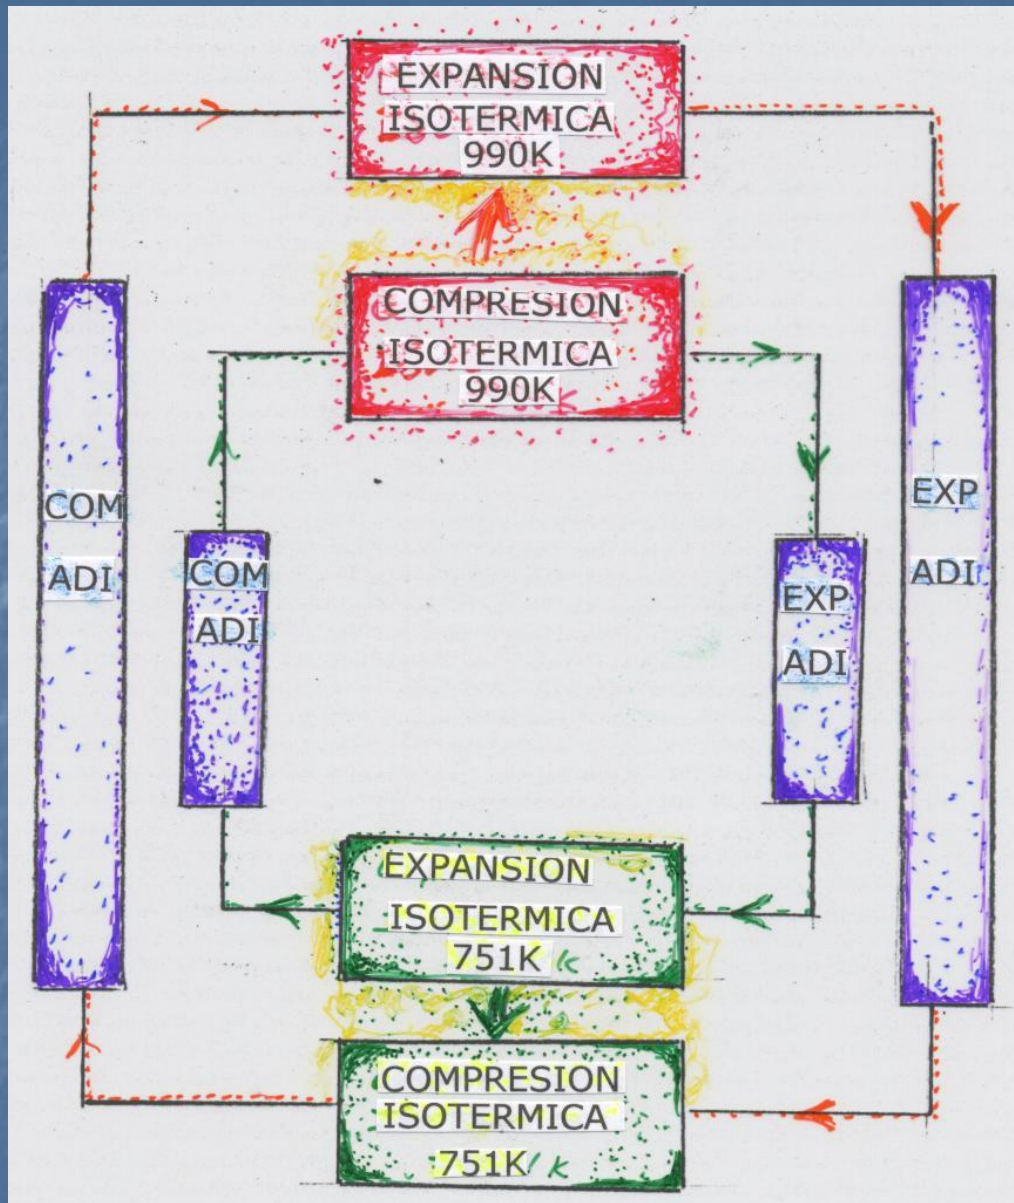 EXPANSION
ISOTERMICA
990K
COMPRESION
ISOTERMICA
990K
K
COM
ADI
COM
ADI
EXP
ADI
EXP
ADI
EXPANSION
ISOTERMICA
751K K
COMPRESION
ISOTERMICA
751K K